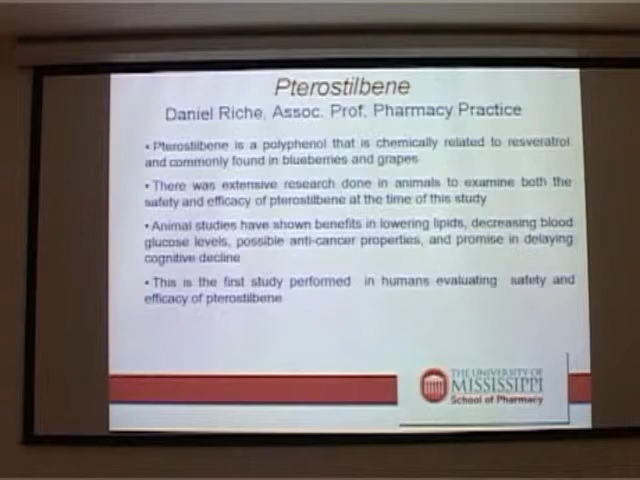 Pterostilbene
Daniel Riche, Assoc. Prof. Pharmacy Practice
• Pterostilbene is a polyphenol that is chemically related to resveratrol
and commonly found in blueberries and grapes
• There was extensive research done in animals to examine both the
safety and efficacy of pterostilbene at the time of this study
• Animal studies have shown benefits in lowering lipids, decreasing blood
glucose levels, possible anti-cancer properties, and promise in delaying
cognitive decline
• This is the first study performed in humans evaluating safety and
efficacy of pterostilbene
THE UNIVERSITY OF
MISSISSIPPI
School of Pharmacy